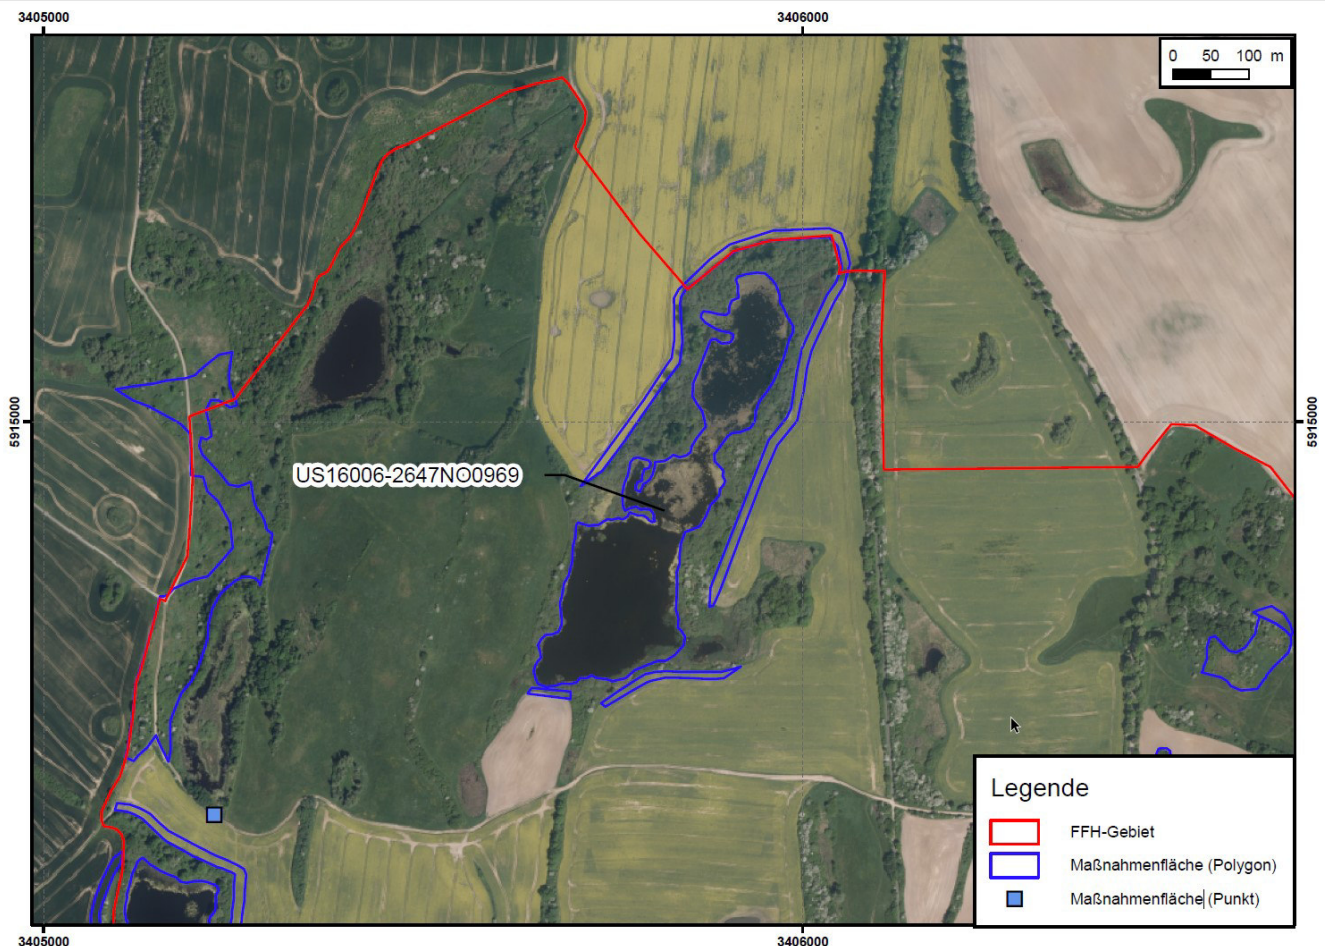 3405000 3406000
0 50 100 m
5915000 5915000
US16006-2647NO0969
Legende
FFH-Gebiet
Maßnahmenfläche (Polygon)
Maßnahmenfläche (Punkt)
3405000 3406000